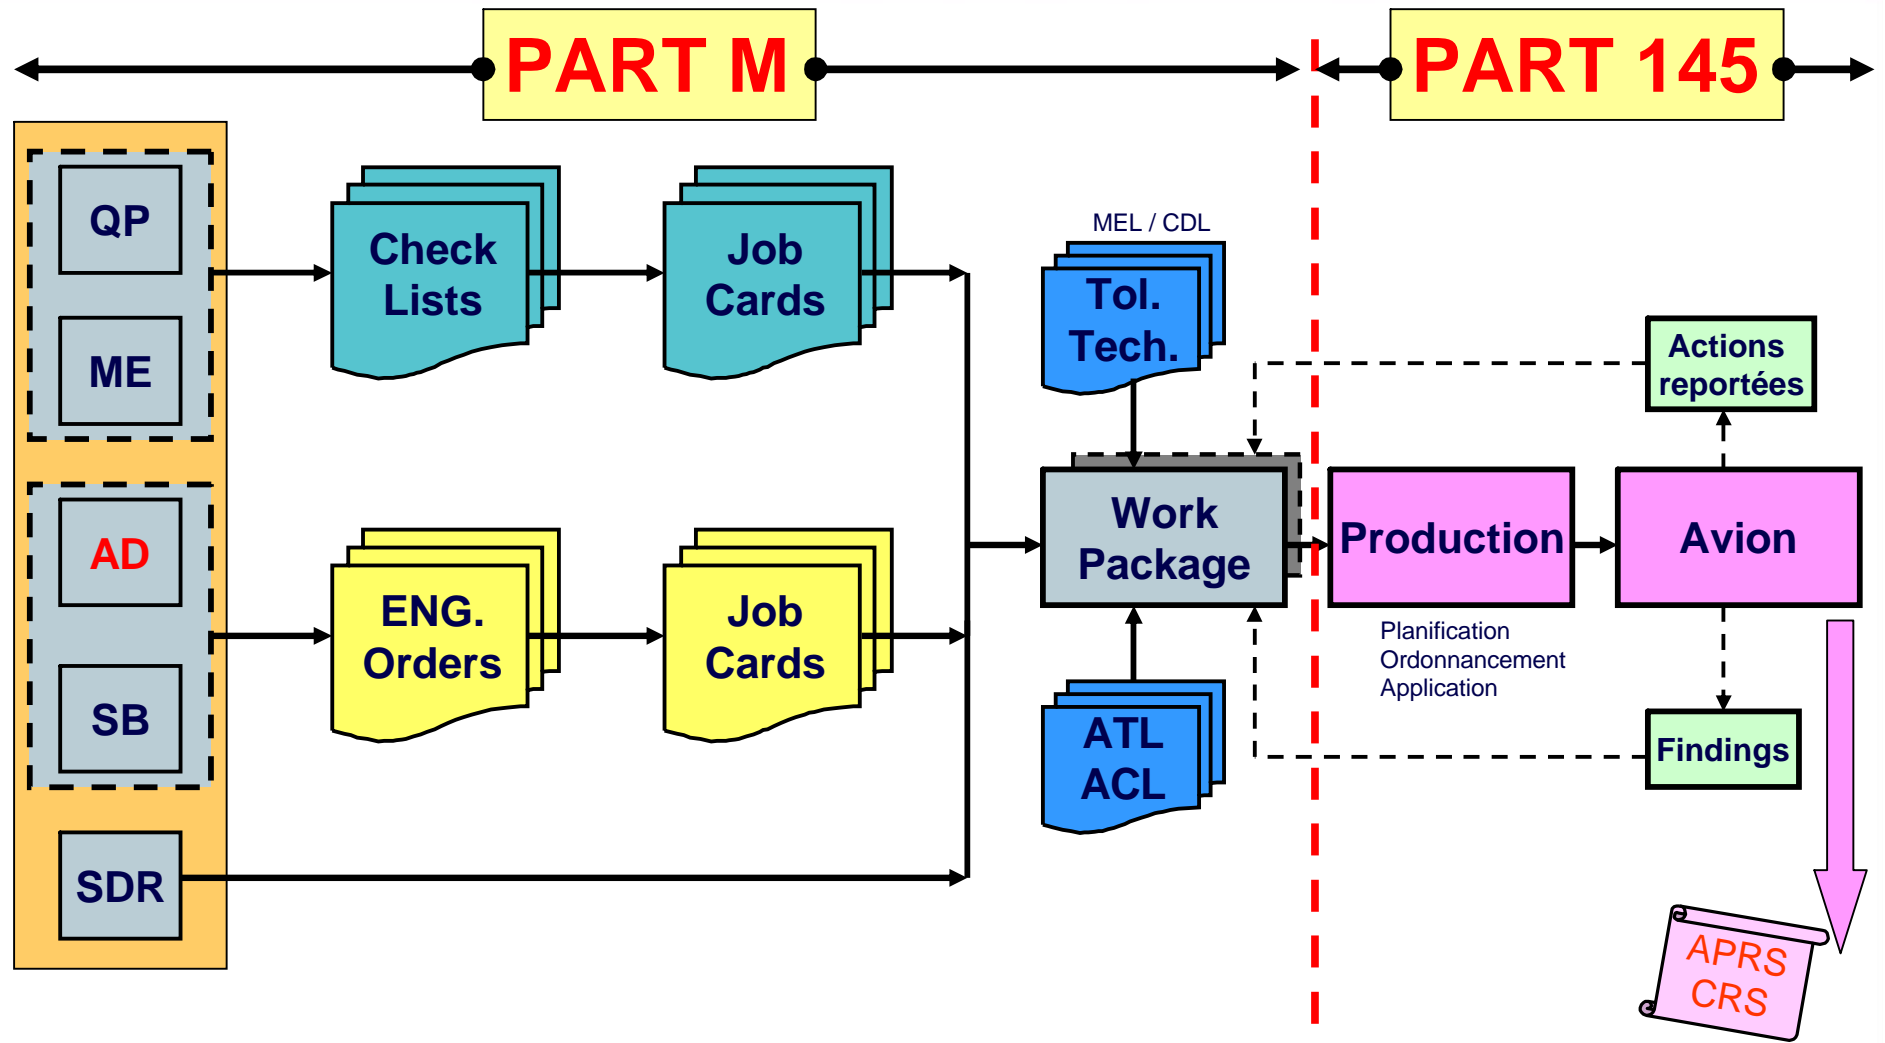 PART M
PART 145
QP
ME
AD
SB
SDR
Check
Lists
Job
Cards
ENG.
Orders
Job
Cards
MEL / CDL
Tol.
Tech.
Work
Package
ATL
ACL
Production
Planification
Ordonnancement
Application
Avion
Actions
reportées
Findings
APRS
CRS